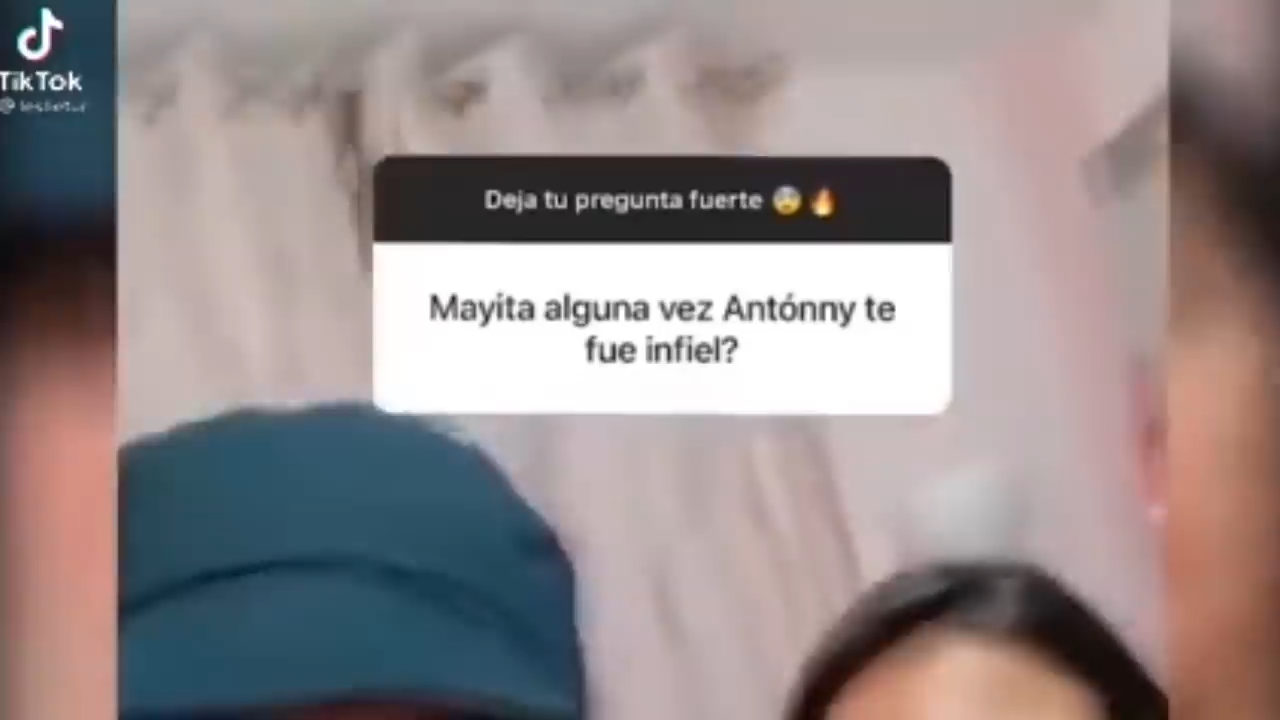 TikTok
Deja tu pregunta fuerte 😨🔥
Mayita alguna vez Antónny te
fue infiel?